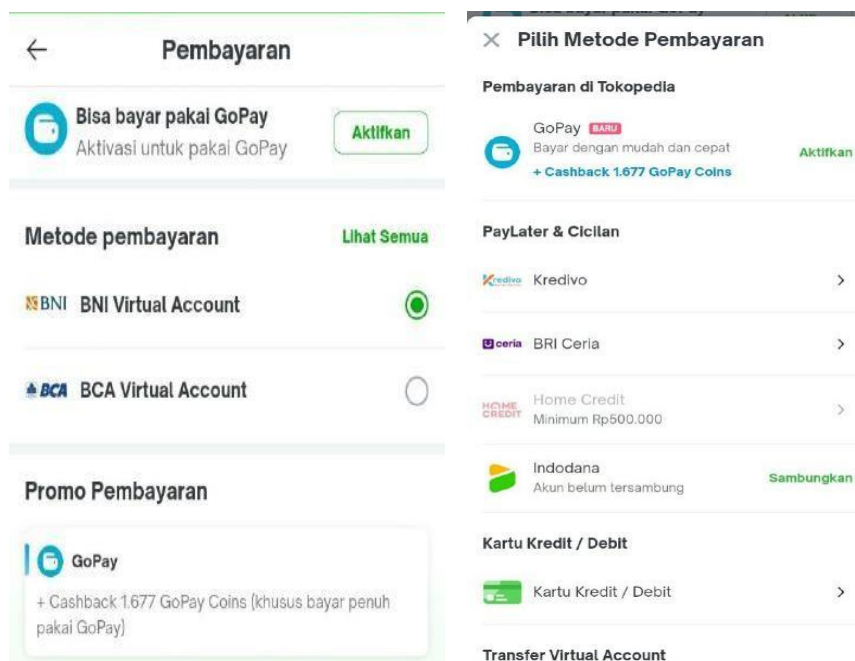 Pembayaran
Bisa bayar pakai GoPay
Aktivasi untuk pakai GoPay
Aktifkan
Metode pembayaran
Lihat Semua
BNI BNI Virtual Account
BCA BCA Virtual Account
Promo Pembayaran
GoPay
+ Cashback 1.677 GoPay Coins (khusus bayar penuh
pakai GoPay)
Pilih Metode Pembayaran
Pembayaran di Tokopedia
GoPay BARU
Bayar dengan mudah dan cepat
+ Cashback 1.677 GoPay Coins
Aktifkan
PayLater & Cicilan
Kredivo Kredivo
ceria BRI Ceria
HOME
CREDIT
Home Credit
Minimum Rp500.000
Indodana
Akun belum tersambung
Sambungkan
Kartu Kredit / Debit
Kartu Kredit / Debit
Transfer Virtual Account